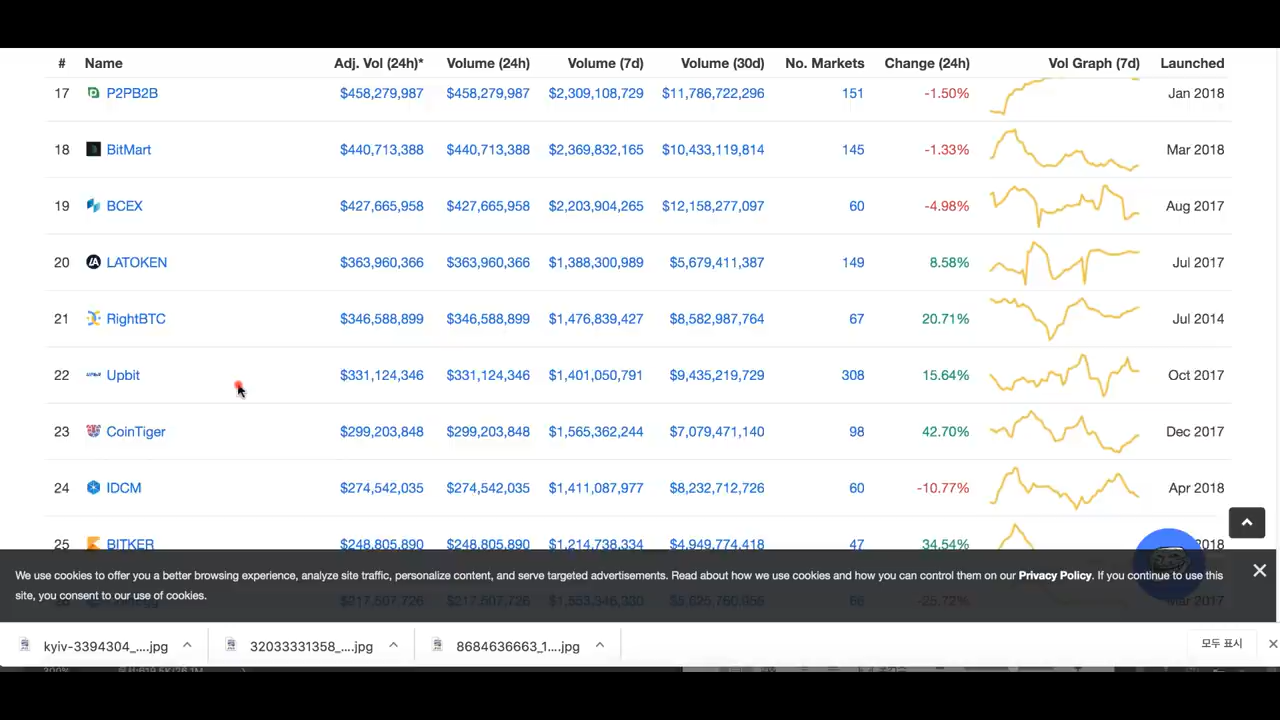 # Name Adj. Vol (24h)* Volume (24h) Volume (7d) Volume (30d) No. Markets Change (24h) Vol Graph (7d) Launched
17 P2PB2B $458,279,987 $458,279,987 $2,309,108,729 $11,786,722,296 151 -1.50% Jan 2018
18 BitMart $440,713,388 $440,713,388 $2,369,832,165 $10,433,119,814 145 -1.33% Mar 2018
19 BCEX $427,665,958 $427,665,958 $2,203,904,265 $12,158,277,097 60 -4.98% Aug 2017
20 LATOKEN $363,960,366 $363,960,366 $1,388,300,989 $5,679,411,387 149 8.58% Jul 2017
21 RightBTC $346,588,899 $346,588,899 $1,476,839,427 $8,582,987,764 67 20.71% Jul 2014
22 Upbit $331,124,346 $331,124,346 $1,401,050,791 $9,435,219,729 308 15.64% Oct 2017
23 CoinTiger $299,203,848 $299,203,848 $1,565,362,244 $7,079,471,140 98 42.70% Dec 2017
24 IDCM $274,542,035 $274,542,035 $1,411,087,977 $8,232,712,726 60 -10.77% Apr 2018
25 BITKER $248,805,890 $248,805,890 $1,214,738,334 $4,949,774,418 47 34.54% 2018
We use cookies to offer you a better browsing experience, analyze site traffic, personalize content, and serve targeted advertisements. Read about how we use cookies and how you can control them on our Privacy Policy. If you continue to use this
site, you consent to our use of cookies.
kyiv-3394304_....jpg 32033331358_....jpg 8684636663_1....jpg 모두 표시